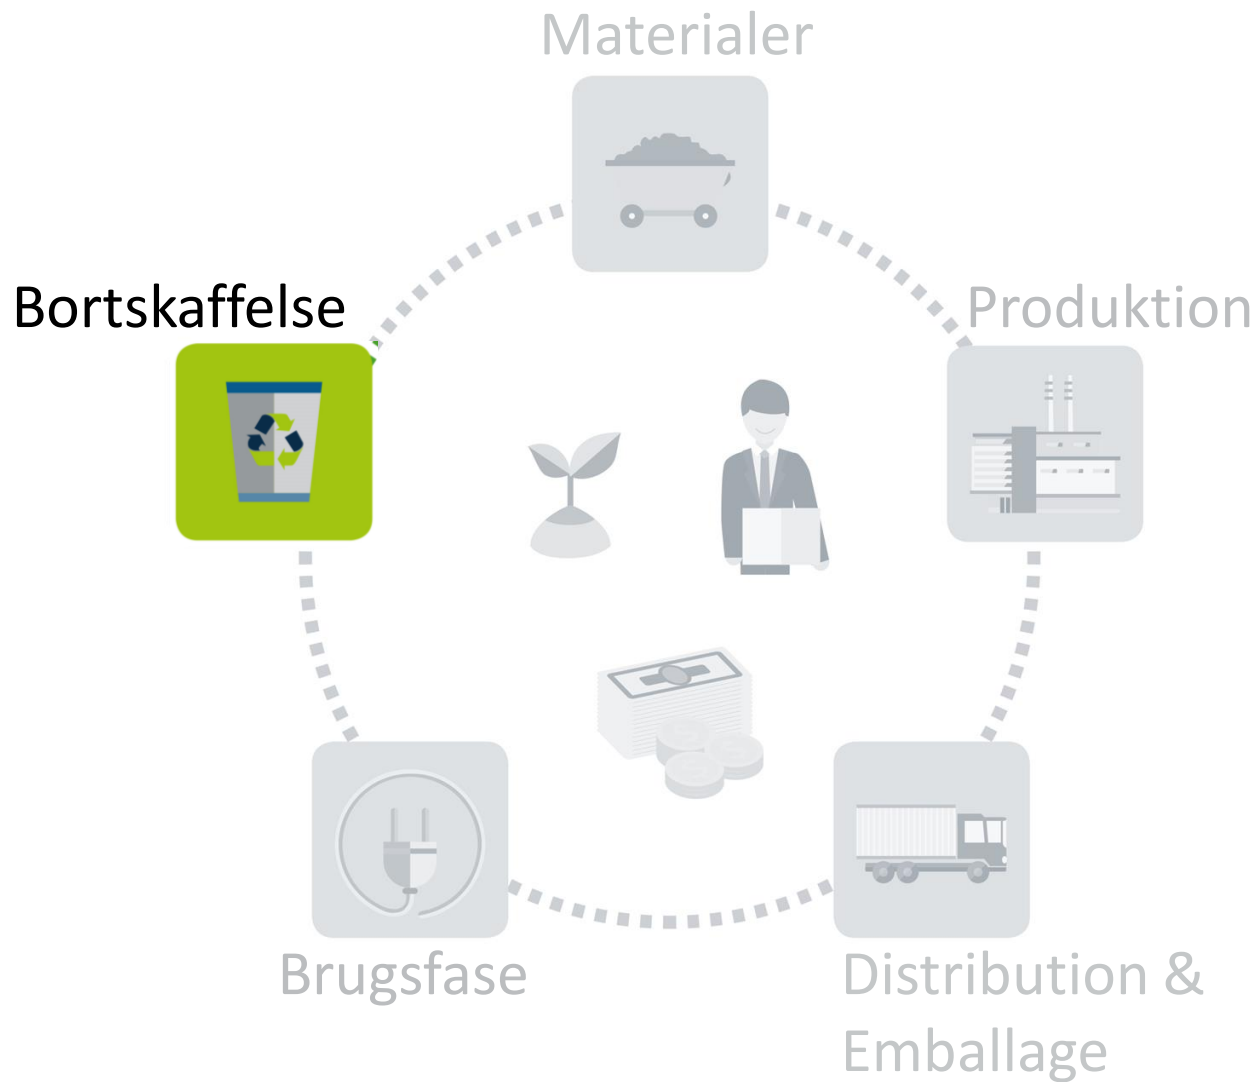 Materialer
Bortskaffelse
Produktion
Brugsfase
Distribution &
Emballage